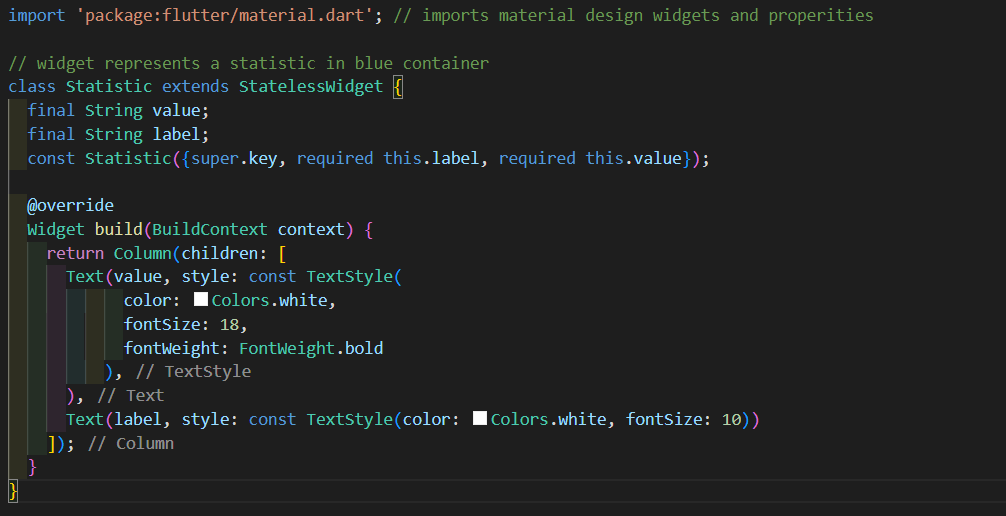 import 'package:flutter/material.dart'; // imports material design widgets and properities

// widget represents a statistic in blue container
class Statistic extends StatelessWidget {
  final String value;
  final String label;
  const Statistic({super.key, required this.label, required this.value});

  @override
  Widget build(BuildContext context) {
    return Column(children: [
      Text(value, style: const TextStyle(
            color: Colors.white,
            fontSize: 18,
            fontWeight: FontWeight.bold
          ), // TextStyle
      ), // Text
      Text(label, style: const TextStyle(color: Colors.white, fontSize: 10))
    ]); // Column
  }
}